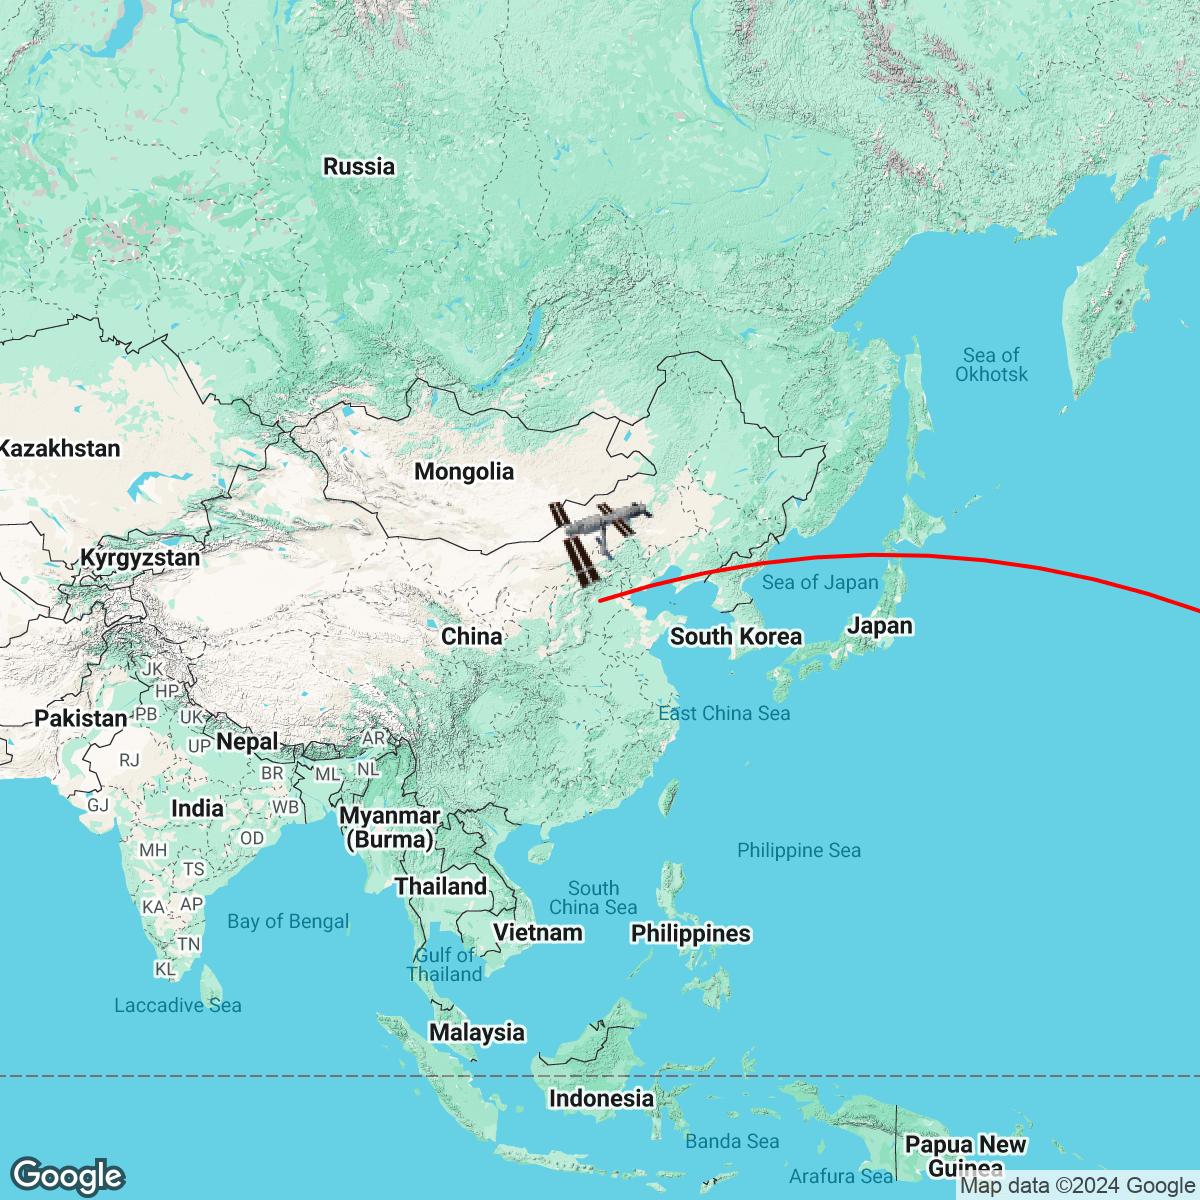 Russia
Sea of
Okhotsk
Kazakhstan
Mongolia
Kyrgyzstan
Sea of Japan
China
South Korea
Japan
JK
HP
PB
UK
Pakistan
East China Sea
Nepal
UP
AR
RJ
BR
ML
NL
GJ
India
WB
Myanmar
(Burma)
OD
MH
Philippine Sea
TS
Thailand
South
China Sea
KA
AP
Bay of Bengal
Vietnam
Philippines
TN
Gulf of
Thailand
KL
Laccadive Sea
Malaysia
Indonesia
Banda Sea
Papua New
Guinea
Arafura Sea
Google
Map data ©2024 Google